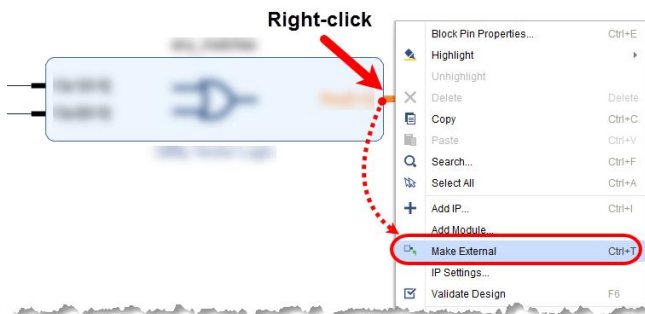 Right-click
Block Pin Properties... Ctrl+E
Highlight
Unhighlight
Delete Delete
Copy Ctrl+C
Paste Ctrl+V
Search... Ctrl+F
Select All Ctrl+A
Add IP... Ctrl+I
Add Module...
Make External Ctrl+T
IP Settings...
Validate Design F6